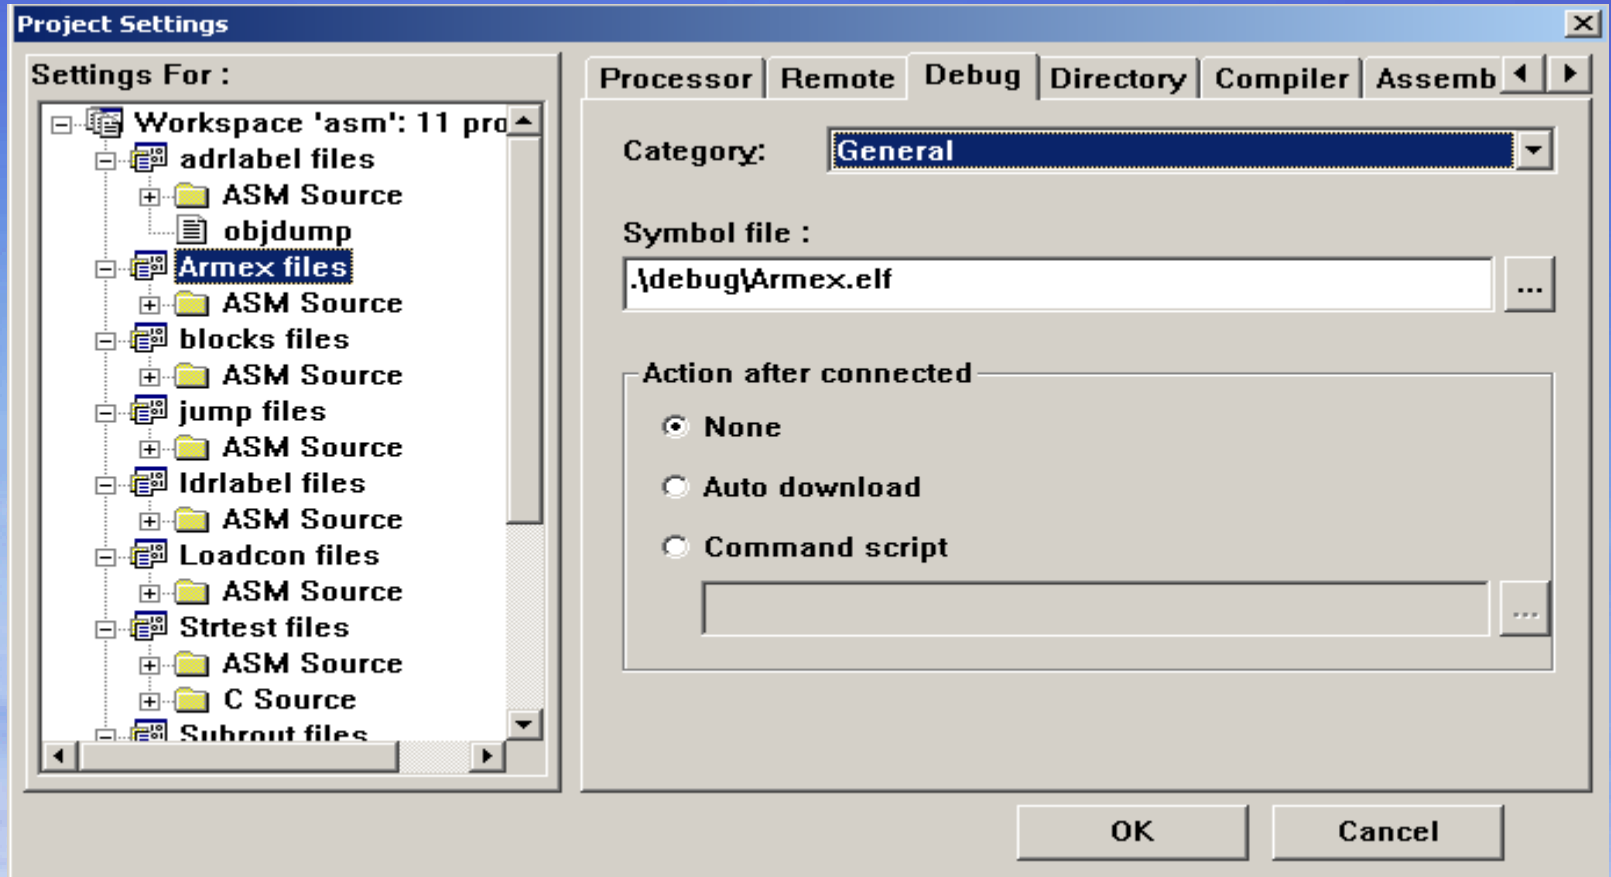 Project Settings
Settings For :
Workspace 'asm': 11 pro
adrlabel files
ASM Source
objdump
Armex files
ASM Source
blocks files
ASM Source
jump files
ASM Source
ldrlabel files
ASM Source
Loadcon files
ASM Source
Strtest files
ASM Source
C Source
Subrout files
Processor Remote Debug Directory Compiler Assemb
Category: General
Symbol file :
.\debug\Armex.elf
...
Action after connected
None
Auto download
Command script
...
OK Cancel